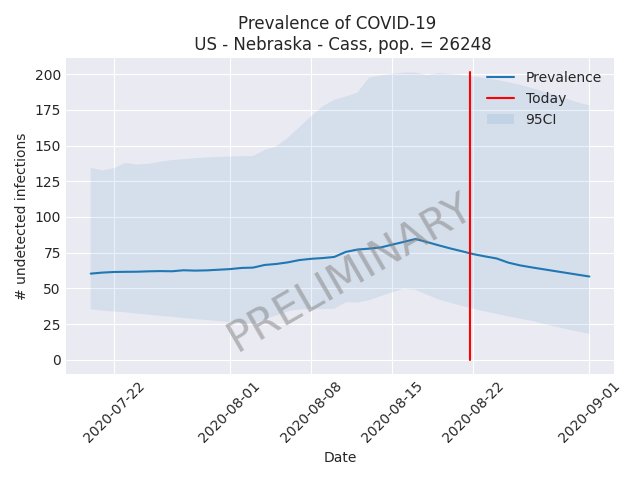 Prevalence of COVID-19
US - Nebraska - Cass, pop. = 26248
# undetected infections
200
175
150
125
100
75
50
25
0
Prevalence
Today
95CI
PRELIMINARY
2020-07-22
2020-08-01
2020-08-08
2020-08-15
2020-08-22
2020-09-01
Date